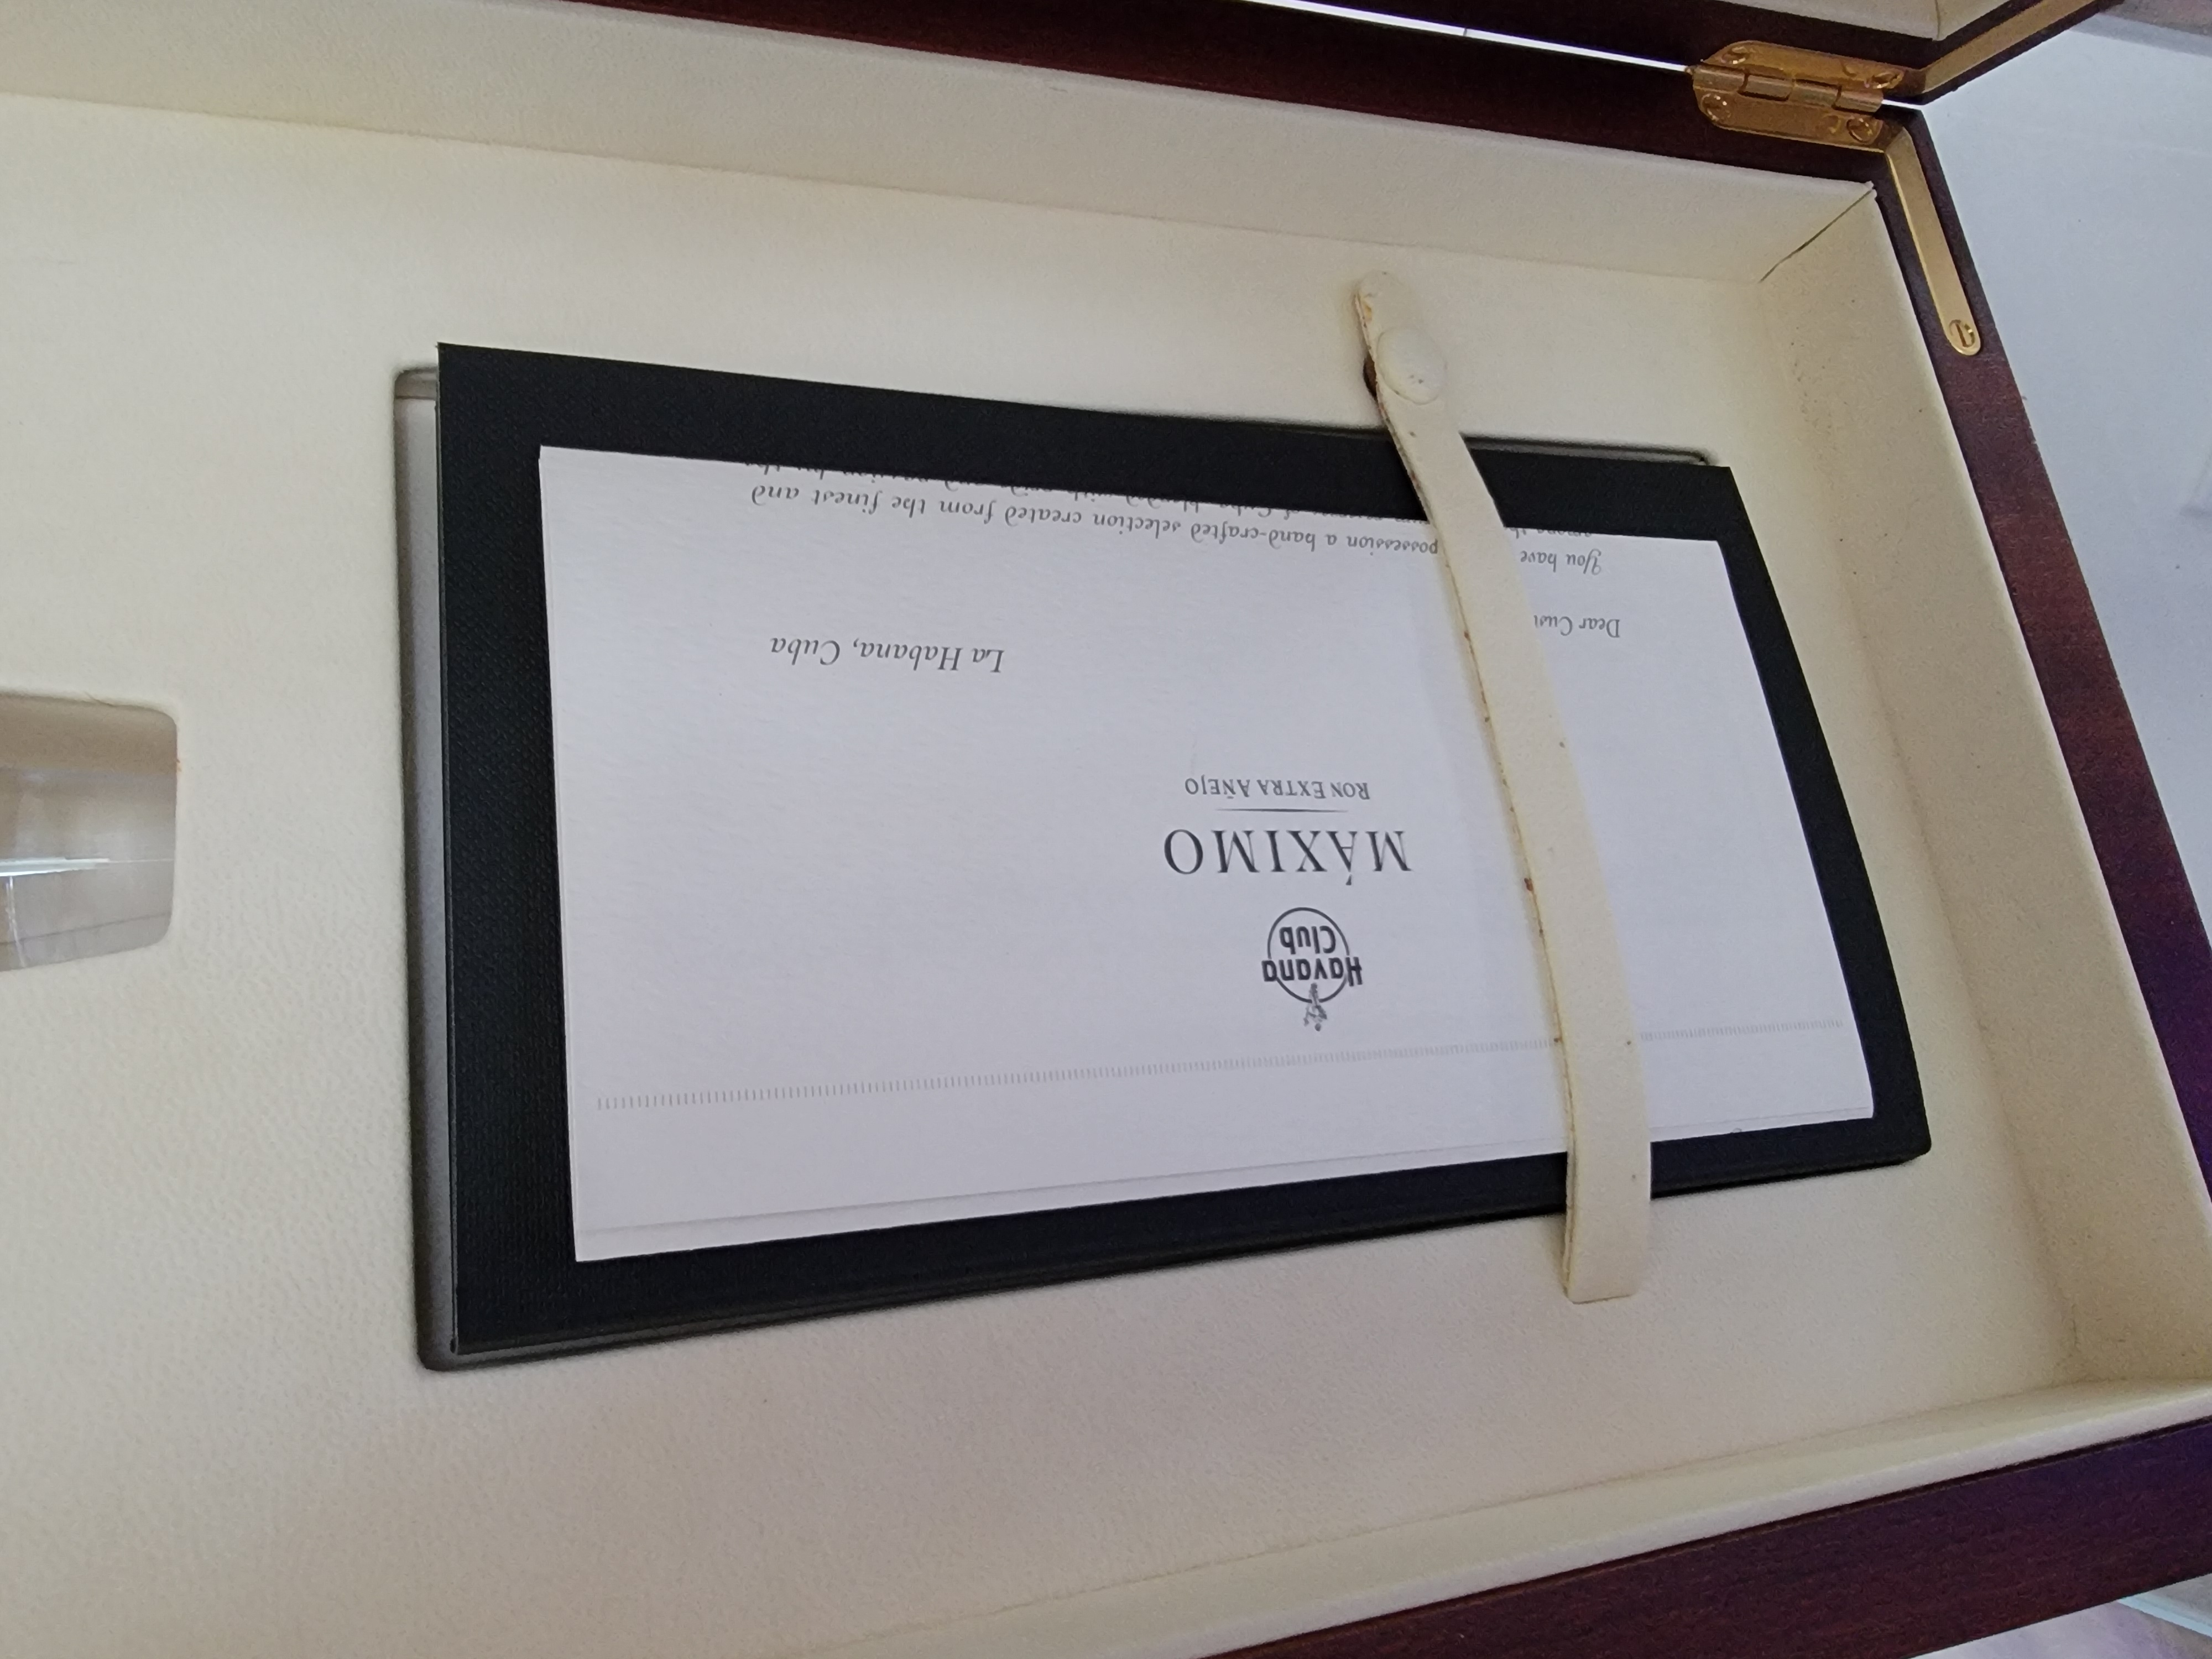 Havana
Club
MÁXIMO
RON EXTRA AÑEJO
La Habana, Cuba
Dear
You have possession a hand-crafted selection created from the finest and